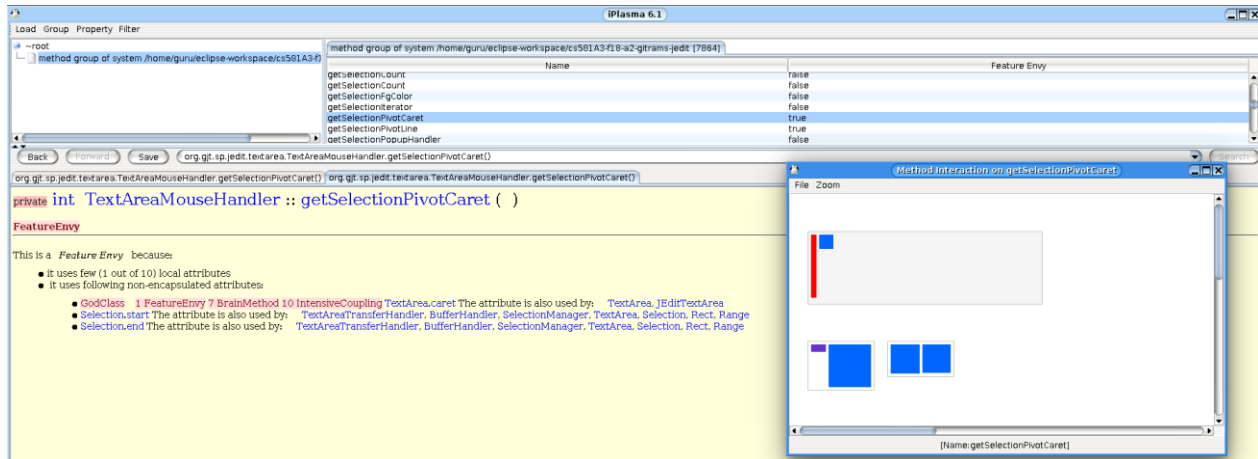 iPlasma 6.1
Load Group Property Filter
~root
method group of system /home/guru/eclipse-workspace/cs581A3-f1
method group of system /home/guru/eclipse-workspace/cs581A3-f18-a2-gitrams-jedit [7864]
Name Feature Envy
getSelectionCount false
getSelectionCount false
getSelectionFgColor false
getSelectionIterator false
getSelectionPivotCaret true
getSelectionPivotLine true
getSelectionPopupHandler false
Back Forward Save org.gjt.sp.jedit.textarea.TextAreaMouseHandler.getSelectionPivotCaret() Search
org.gjt.sp.jedit.textarea.TextAreaMouseHandler.getSelectionPivotCaret() org.gjt.sp.jedit.textarea.TextAreaMouseHandler.getSelectionPivotCaret()
private int TextAreaMouseHandler :: getSelectionPivotCaret ( )
FeatureEnvy
This is a Feature Envy because:
it uses few (1 out of 10) local attributes
it uses following non-encapsulated attributes:
GodClass 1 FeatureEnvy 7 BrainMethod 10 IntensiveCoupling TextArea.caret The attribute is also used by: TextArea, JEditTextArea
Selection.start The attribute is also used by: TextAreaTransferHandler, BufferHandler, SelectionManager, TextArea, Selection, Rect, Range
Selection.end The attribute is also used by: TextAreaTransferHandler, BufferHandler, SelectionManager, TextArea, Selection, Rect, Range
Method Interaction on getSelectionPivotCaret
File Zoom
[Name:getSelectionPivotCaret]